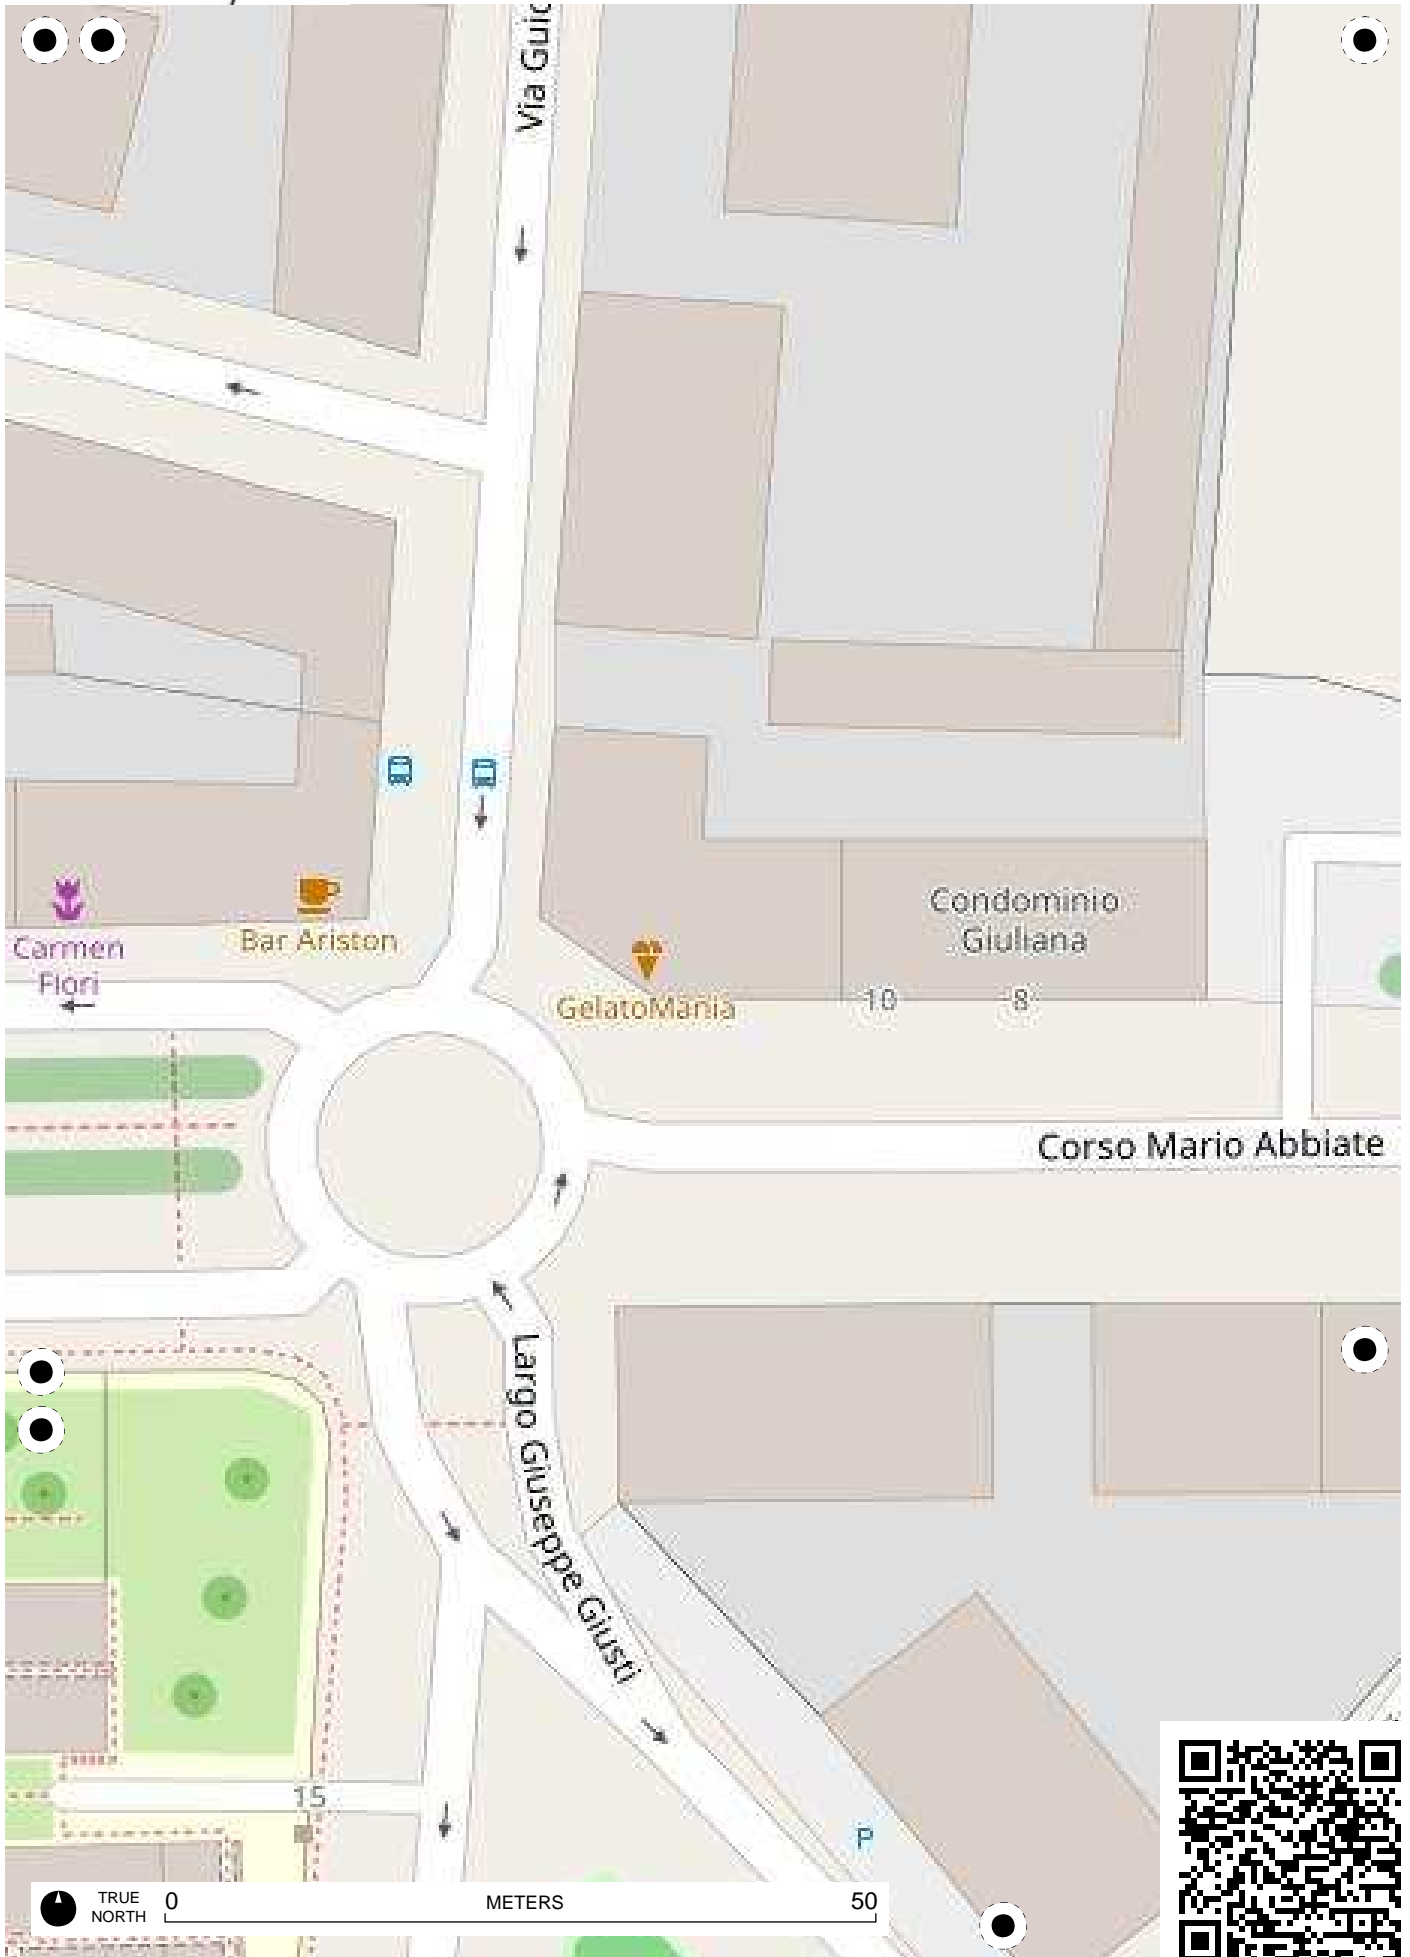 Via Guic
Carmen
Fiori
Bar Ariston
GelatoMania
Condominio
Giuliana
10
8
Corso Mario Abbiate
Largo Giuseppe Giusti
15
P
TRUE
NORTH
0
METERS
50